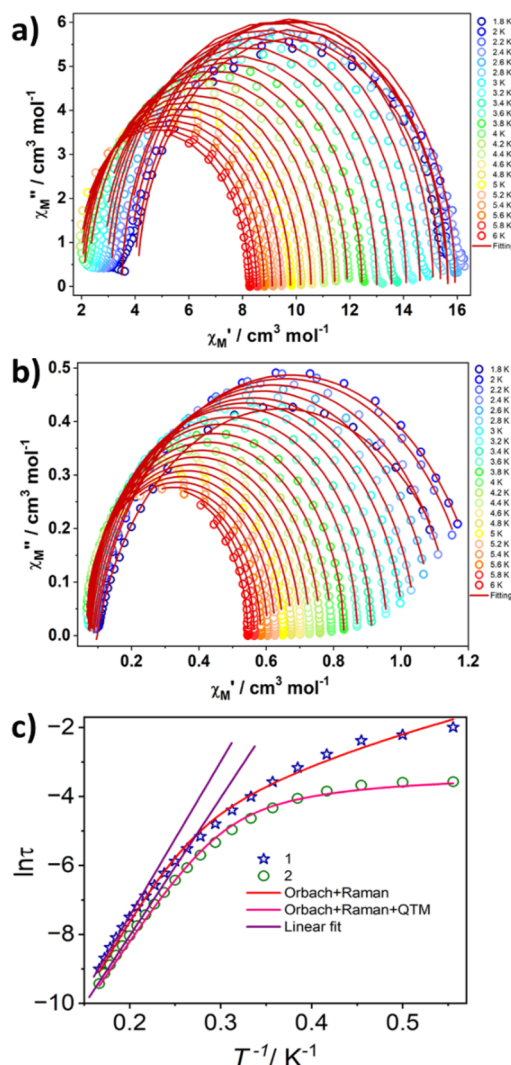 a)
6
5
4
3
2
1
0
χM'' / cm³ mol⁻¹
2 4 6 8 10 12 14 16
χM' / cm³ mol⁻¹
1.8 K
2 K
2.2 K
2.4 K
2.6 K
2.8 K
3 K
3.2 K
3.4 K
3.6 K
3.8 K
4 K
4.2 K
4.4 K
4.6 K
4.8 K
5 K
5.2 K
5.4 K
5.6 K
5.8 K
6 K
Fitting
b)
0.5
0.4
0.3
0.2
0.1
0.0
χM'' / cm³ mol⁻¹
0.2 0.4 0.6 0.8 1.0 1.2
χM' / cm³ mol⁻¹
1.8 K
2 K
2.2 K
2.4 K
2.6 K
2.8 K
3 K
3.2 K
3.4 K
3.6 K
3.8 K
4 K
4.2 K
4.4 K
4.6 K
4.8 K
5 K
5.2 K
5.4 K
5.6 K
5.8 K
6 K
Fitting
c)
−2
−4
−6
−8
−10
lnτ
1
2
Orbach+Raman
Orbach+Raman+QTM
Linear fit
0.2 0.3 0.4 0.5
T⁻¹/ K⁻¹